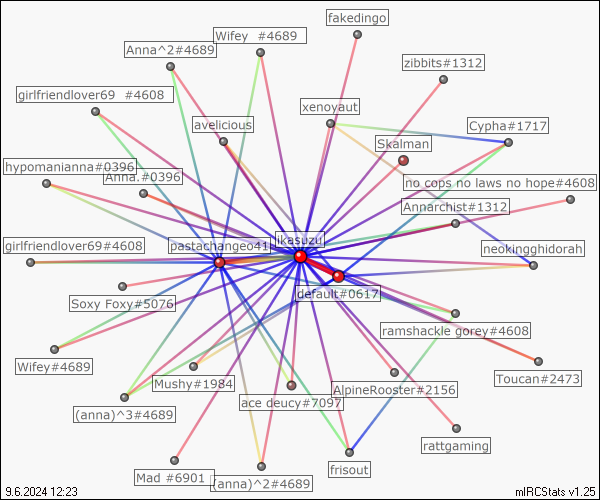 fakedingo
Wifey  #4689
Anna^2#4689
zibbits#1312
girlfriendlover69  #4608
xenoyaut
avelicious
Cypha#1717
Skalman
hypomanianna#0396
Anna.#0396
no cops no laws no hope#4608
Annarchist#1312
ikasuzu
pastachangeo41
girlfriendlover69#4608
neokingghidorah
default#0617
Soxy Foxy#5076
ramshackle gorey#4608
Wifey#4689
Mushy#1984
AlpineRooster#2156
Toucan#2473
ace deucy#7097
(anna)^3#4689
rattgaming
frisout
Mad #6901
(anna)^2#4689
9.6.2024 12:23
mIRCStats v1.25